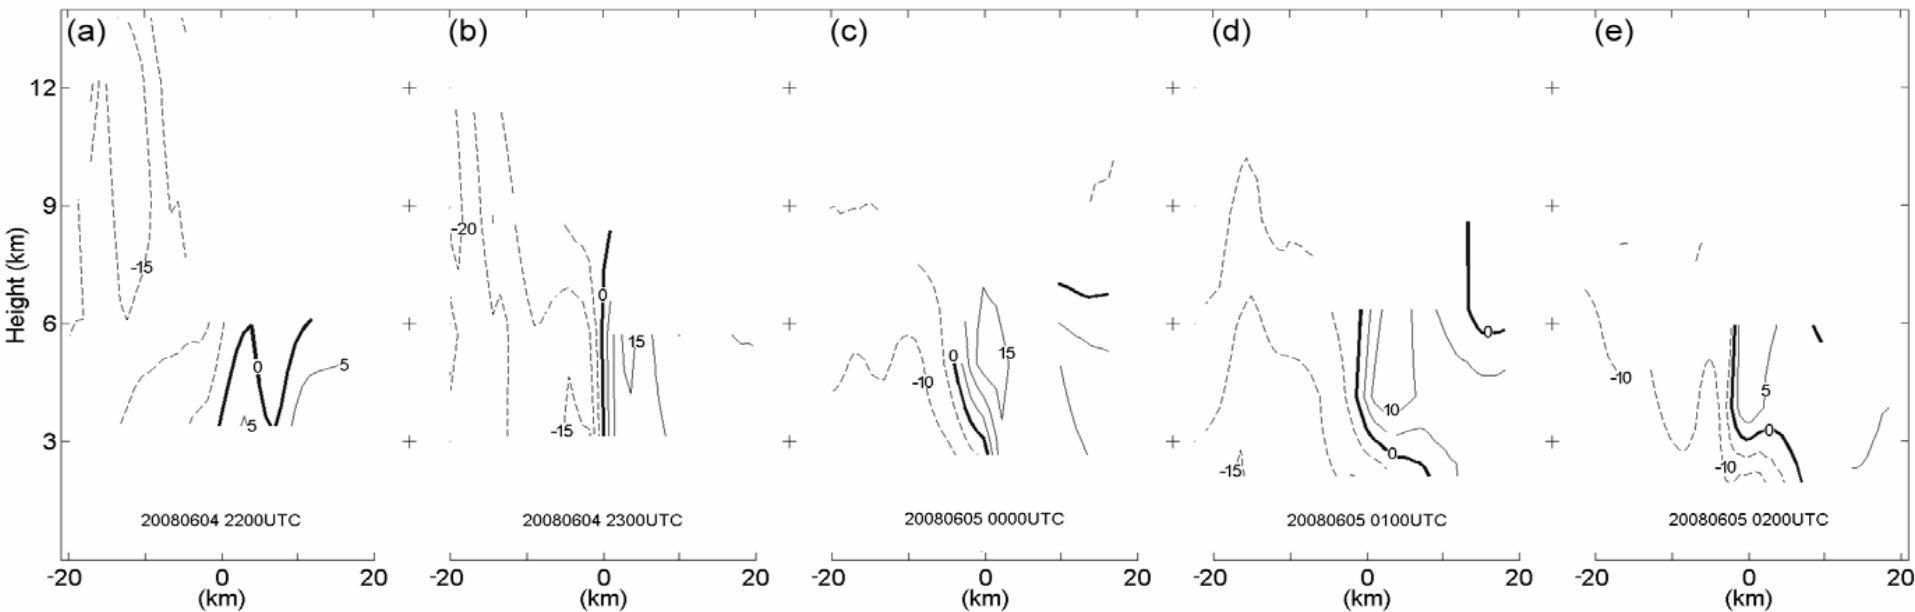 (a) (b) (c) (d) (e)
12
9
6
3
Height (km)
-15
0
5
5
-20
0
15
-15
0
15
-10
0
10
0
-15
-10
5
0
-10
20080604 2200UTC
20080604 2300UTC
20080605 0000UTC
20080605 0100UTC
20080605 0200UTC
-20 0 20
-20 0 20
-20 0 20
-20 0 20
-20 0 20
(km) (km) (km) (km) (km)